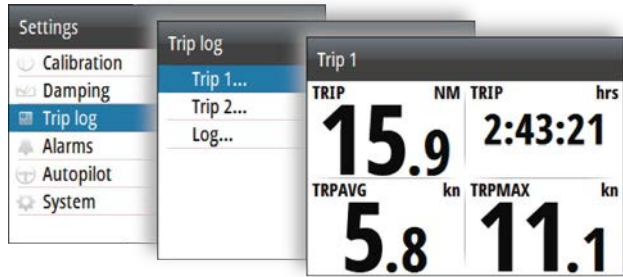 Settings
Calibration
Damping
Trip log
Alarms
Autopilot
System
Trip log
Trip 1...
Trip 2...
Log...
Trip 1
TRIP NM TRIP hrs
15.9 2:43:21
TRPAVG kn TRPMAX kn
5.8 11.1